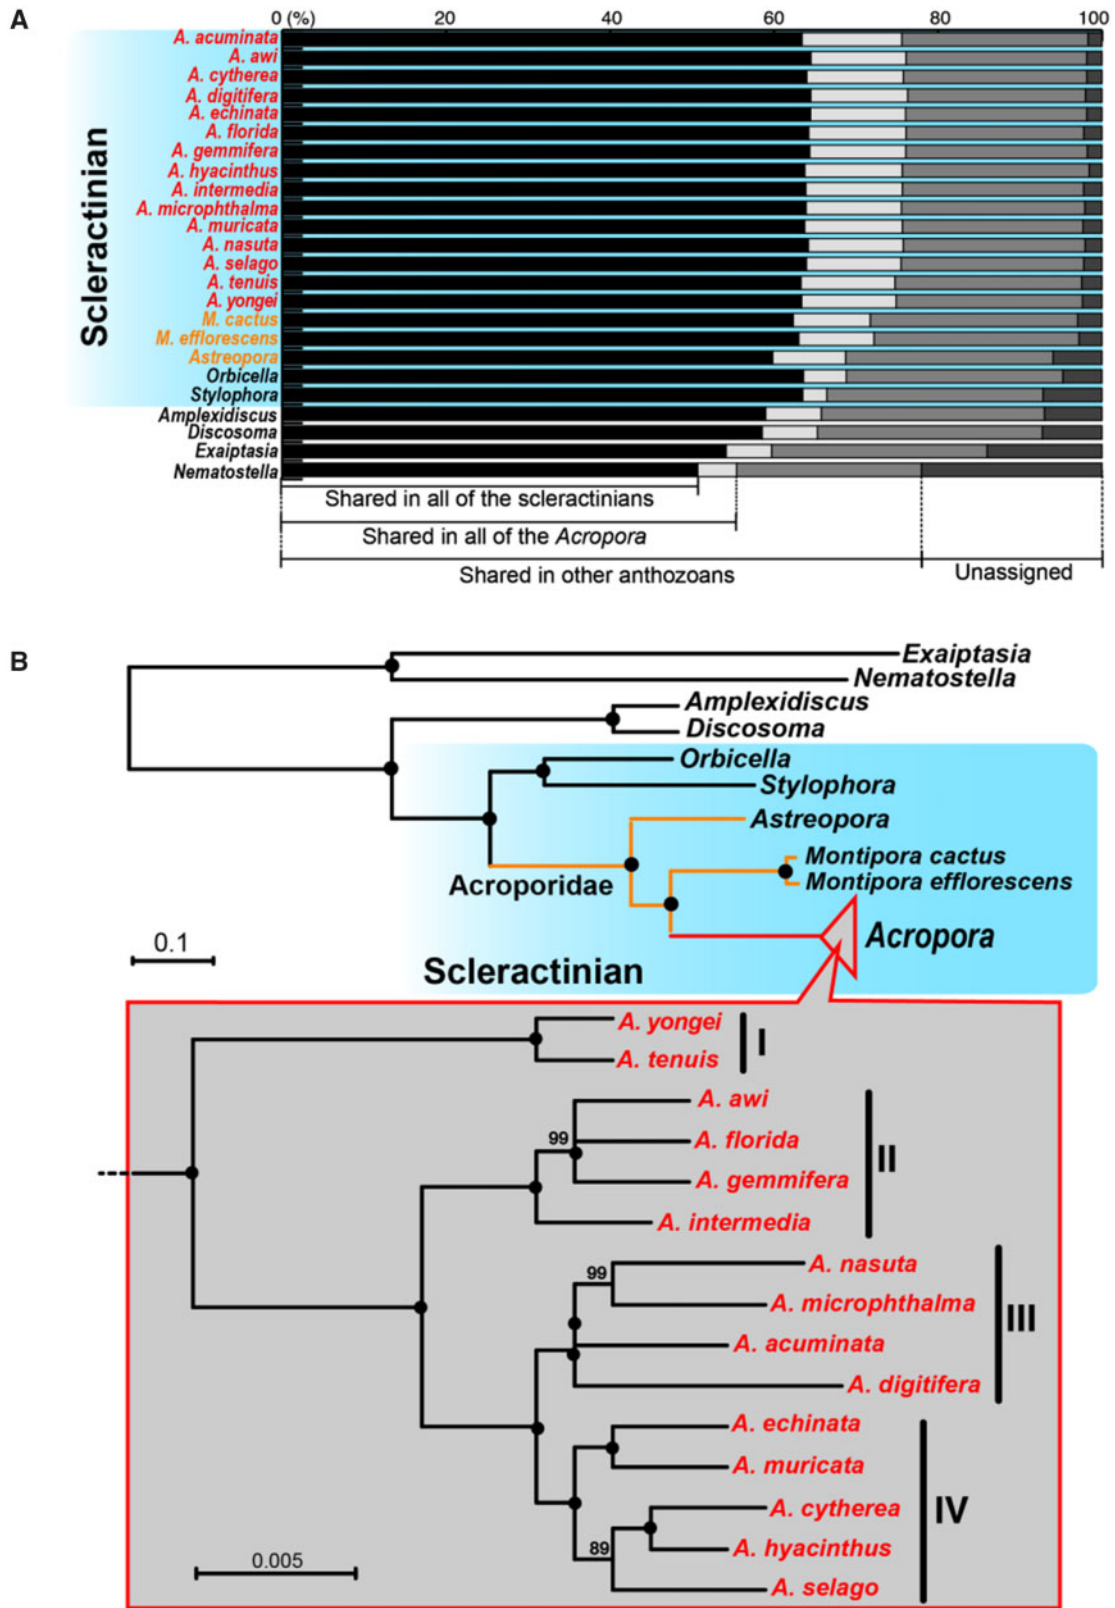 A
0 (%) 20 40 60 80 100
Scleractinian
A. acuminata
A. awi
A. cytherea
A. digitifera
A. echinata
A. florida
A. gemmifera
A. hyacinthus
A. intermedia
A. microphthalma
A. muricata
A. nasuta
A. selago
A. tenuis
A. yongei
M. cactus
M. efflorescens
Astreopora
Orbicella
Stylophora
Amplexidiscus
Discosoma
Exaiptasia
Nematostella
Shared in all of the scleractinians
Shared in all of the Acropora
Shared in other anthozoans
Unassigned
B
Exaiptasia
Nematostella
Amplexidiscus
Discosoma
Orbicella
Stylophora
Astreopora
Montipora cactus
Montipora efflorescens
Acroporidae
Acropora
0.1
Scleractinian
A. yongei
A. tenuis
I
A. awi
99
A. florida
A. gemmifera
A. intermedia
II
A. nasuta
99
A. microphthalma
A. acuminata
A. digitifera
III
A. echinata
A. muricata
A. cytherea
A. hyacinthus
89
A. selago
IV
0.005